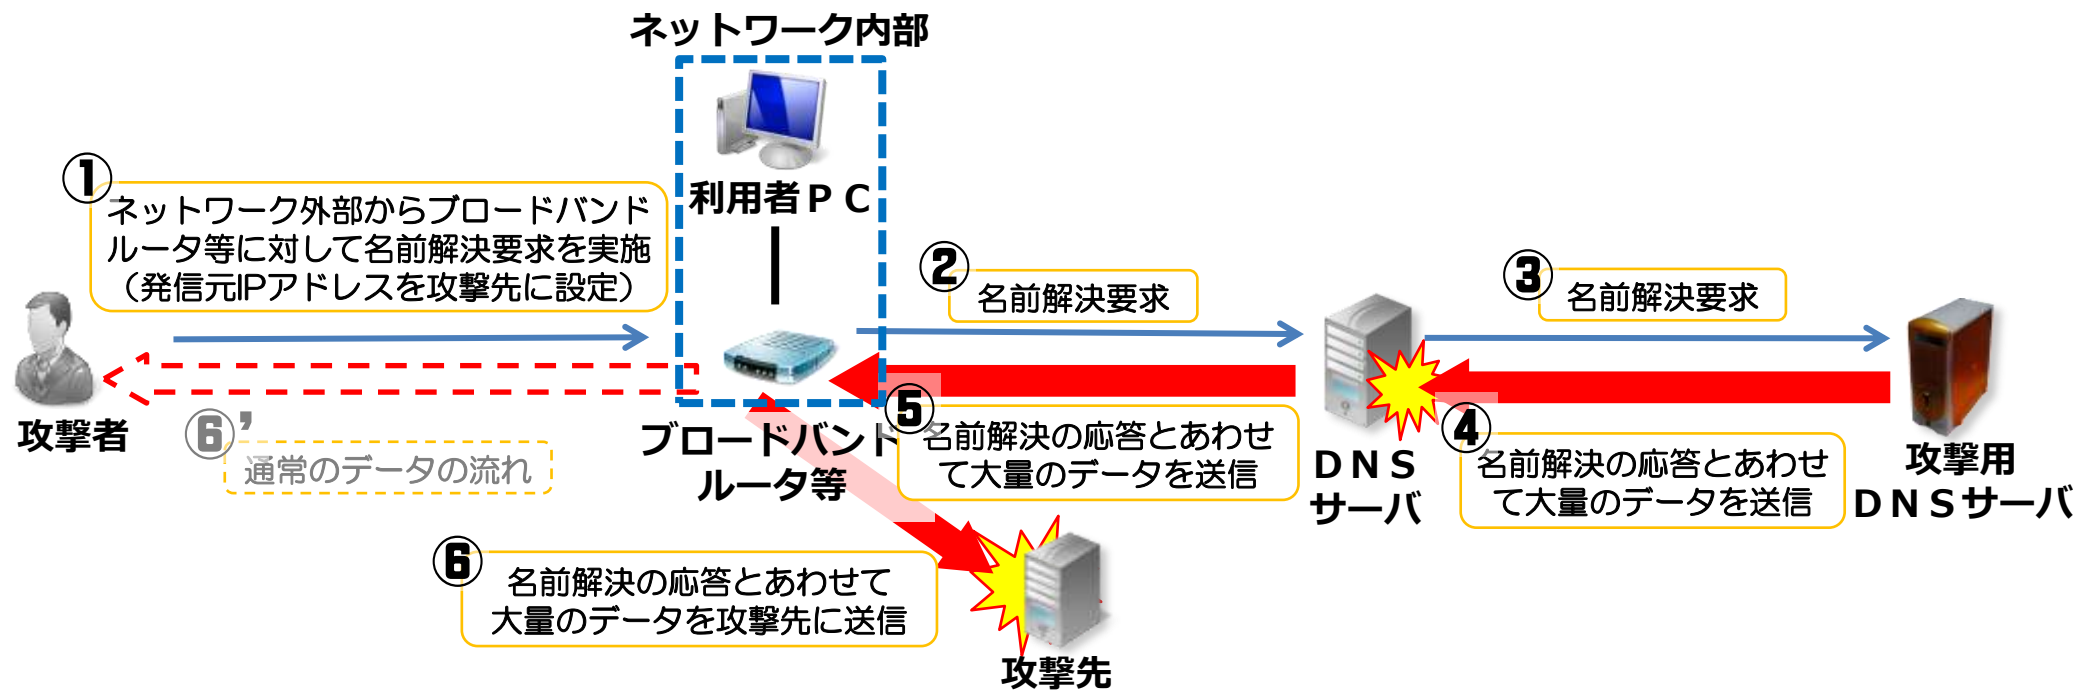 ネットワーク内部
利用者ＰＣ
①
ネットワーク外部からブロードバンド
ルータ等に対して名前解決要求を実施
（発信元IPアドレスを攻撃先に設定）
②
名前解決要求
③
名前解決要求
攻撃者
⑥’
通常のデータの流れ
ブロードバンド
ルータ等
⑤
名前解決の応答とあわせ
て大量のデータを送信
ＤＮＳ
サーバ
④
名前解決の応答とあわせ
て大量のデータを送信
攻撃用
ＤＮＳサーバ
⑥
名前解決の応答とあわせて
大量のデータを攻撃先に送信
攻撃先